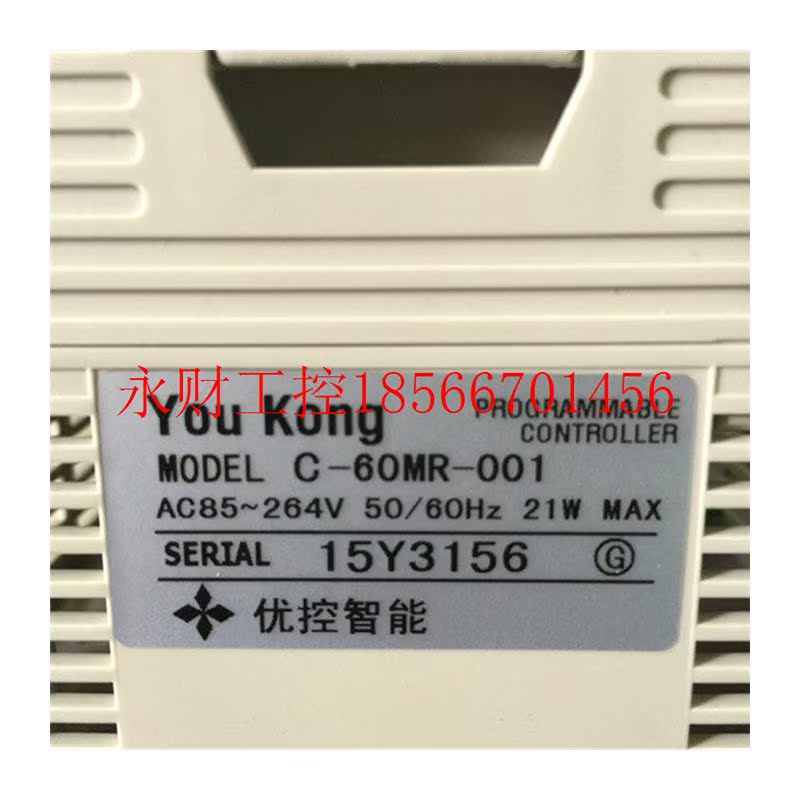 永财工控18566701456
You Kong PROGRAMMABLE
CONTROLLER
MODEL C-60MR-001
AC85~264V 50/60Hz 21W MAX
SERIAL 15Y3156 G
优控智能